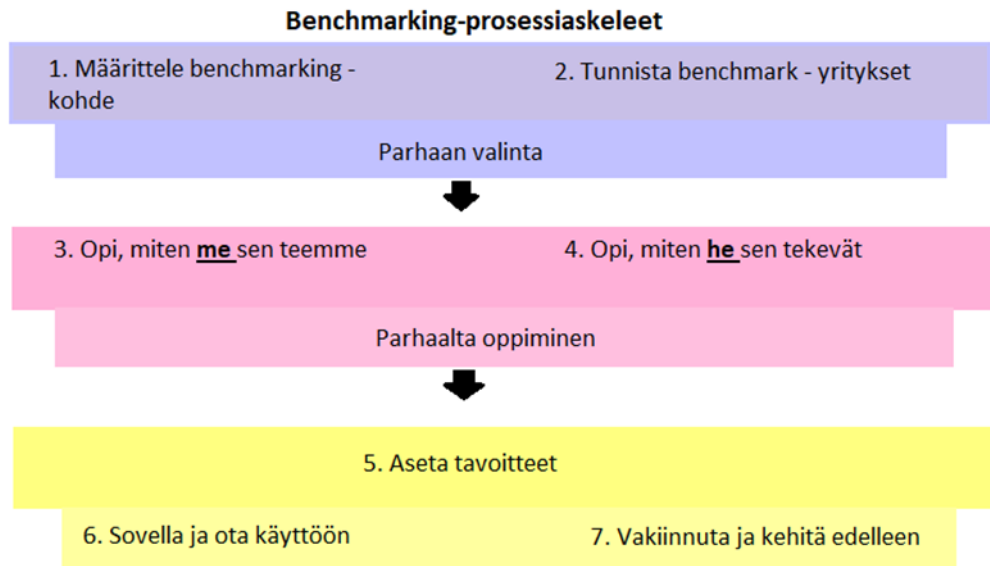 Benchmarking-prosessiaskeleet
1. Määrittele benchmarking -
kohde
2. Tunnista benchmark - yritykset
Parhaan valinta
3. Opi, miten me sen teemme
4. Opi, miten he sen tekevät
Parhaalta oppiminen
5. Aseta tavoitteet
6. Sovella ja ota käyttöön
7. Vakiinnuta ja kehitä edelleen